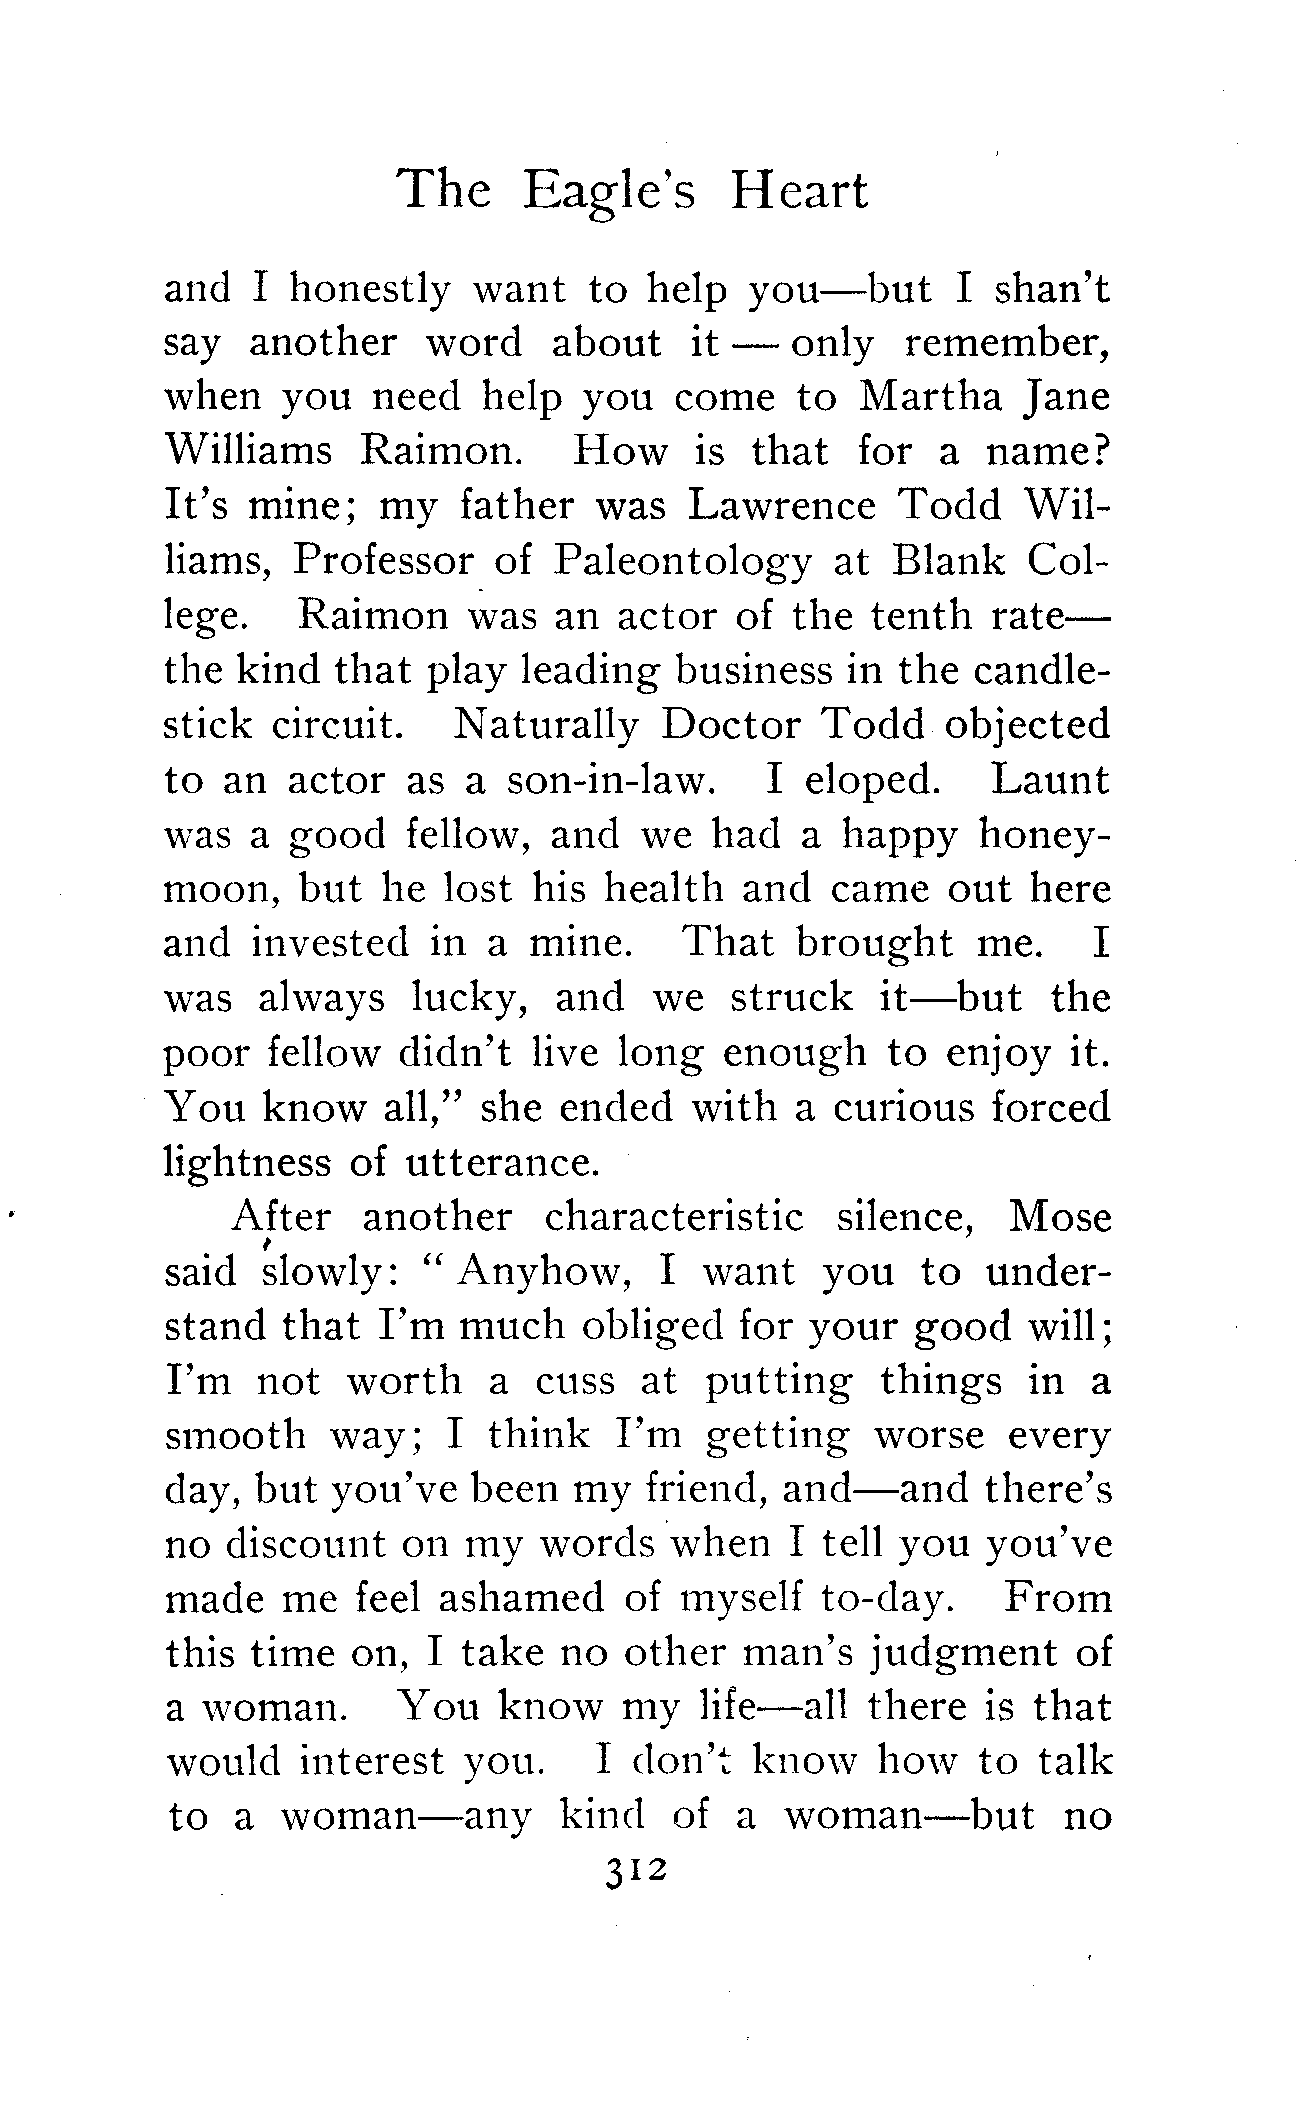 The Eagle's Heart
and I honestly want to help you—but I shan't
say another word about it — only remember,
when you need help you come to Martha Jane
Williams Raimon. How is that for a name?
It's mine; my father was Lawrence Todd Wil-
liams, Professor of Paleontology at Blank Col-
lege. Raimon was an actor of the tenth rate—
the kind that play leading business in the candle-
stick circuit. Naturally Doctor Todd objected
to an actor as a son-in-law. I eloped. Launt
was a good fellow, and we had a happy honey-
moon, but he lost his health and came out here
and invested in a mine. That brought me. I
was always lucky, and we struck it—but the
poor fellow didn't live long enough to enjoy it.
You know all," she ended with a curious forced
lightness of utterance.
After another characteristic silence, Mose
said slowly: " Anyhow, I want you to under-
stand that I'm much obliged for your good will;
I'm not worth a cuss at putting things in a
smooth way; I think I'm getting worse every
day, but you've been my friend, and—and there's
no discount on my words when I tell you you've
made me feel ashamed of myself to-day. From
this time on, I take no other man's judgment of
a woman. You know my life—all there is that
would interest you. I don't know how to talk
to a woman—any kind of a woman—but no
312